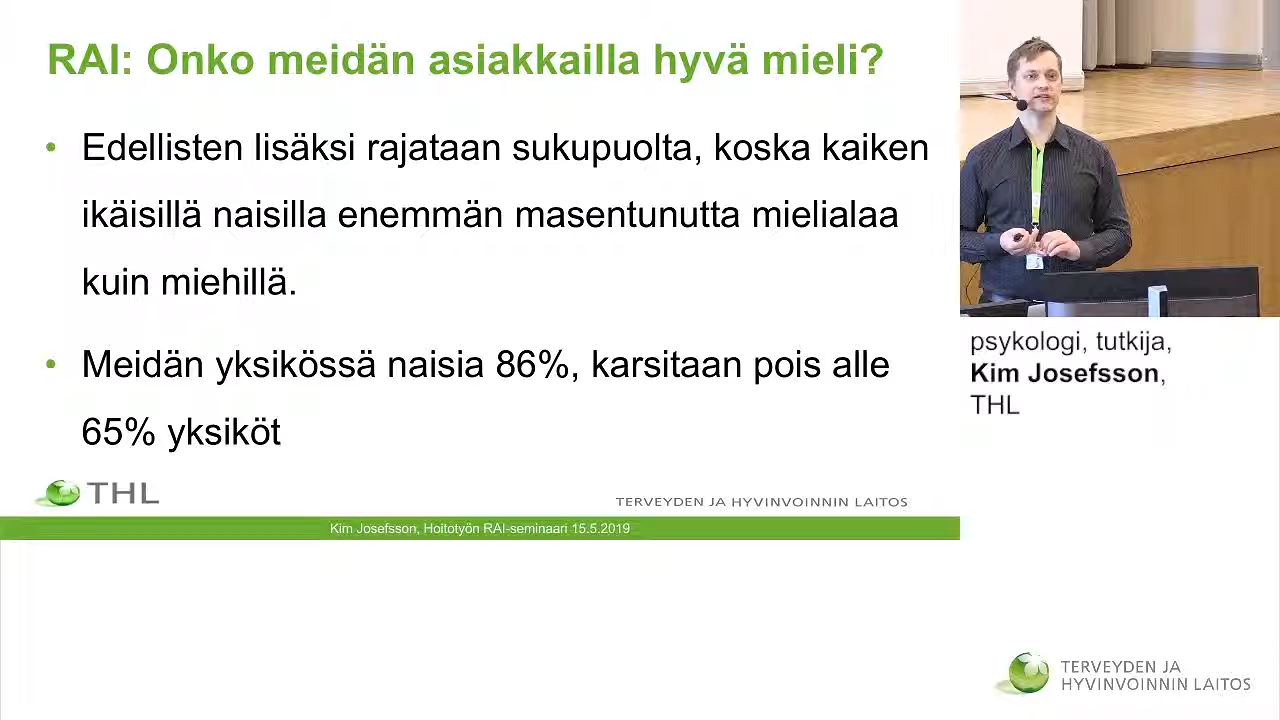 RAI: Onko meidän asiakkailla hyvä mieli?
• Edellisten lisäksi rajataan sukupuolta, koska kaiken
ikäisillä naisilla enemmän masentunutta mielialaa
kuin miehillä.
• Meidän yksikössä naisia 86%, karsitaan pois alle
65% yksiköt
THL
TERVEYDEN JA HYVINVOINNIN LAITOS
Kim Josefsson, Hoitotyön RAI-seminaari 15.5.2019
psykologi, tutkija,
Kim Josefsson,
THL
TERVEYDEN JA
HYVINVOINNIN LAITOS